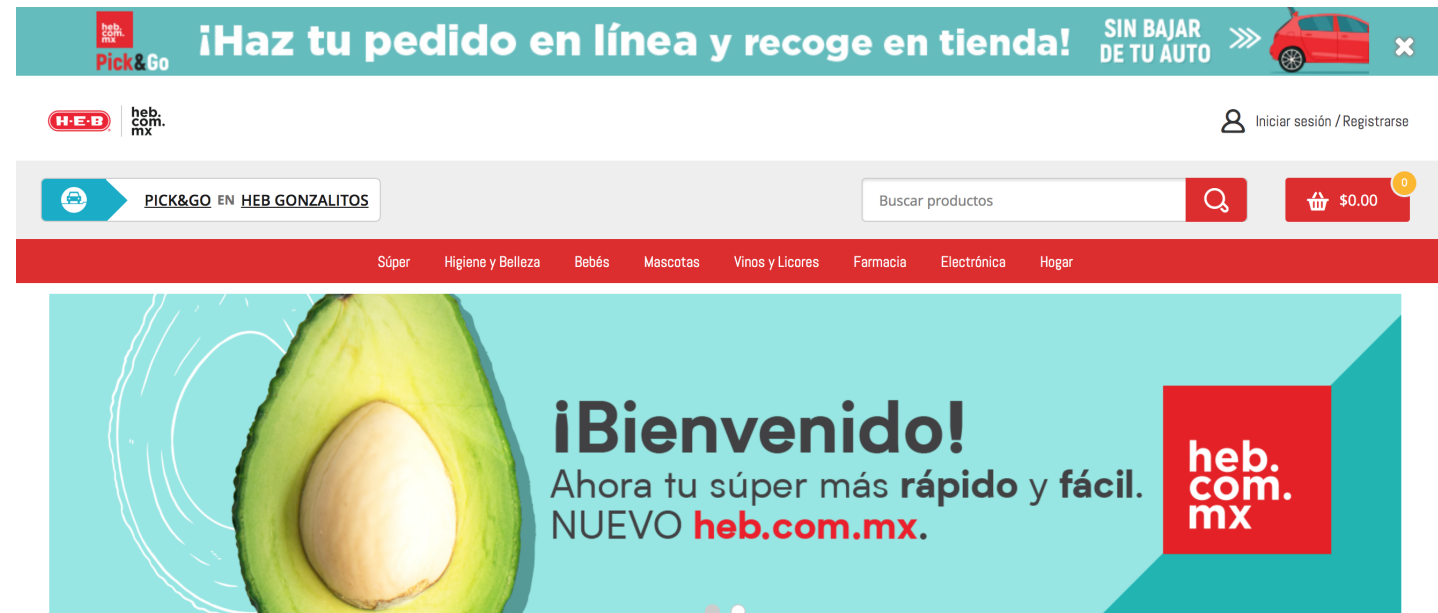 heb.
com.
mx
Pick&Go
¡Haz tu pedido en línea y recoge en tienda!
SIN BAJAR
DE TU AUTO
H·E·B
heb.
com.
mx
Iniciar sesión / Registrarse
PICK&GO EN HEB GONZALITOS
Buscar productos
0
$0.00
Súper Higiene y Belleza Bebés Mascotas Vinos y Licores Farmacia Electrónica Hogar
¡Bienvenido!
Ahora tu súper más rápido y fácil.
NUEVO heb.com.mx.
heb.
com.
mx